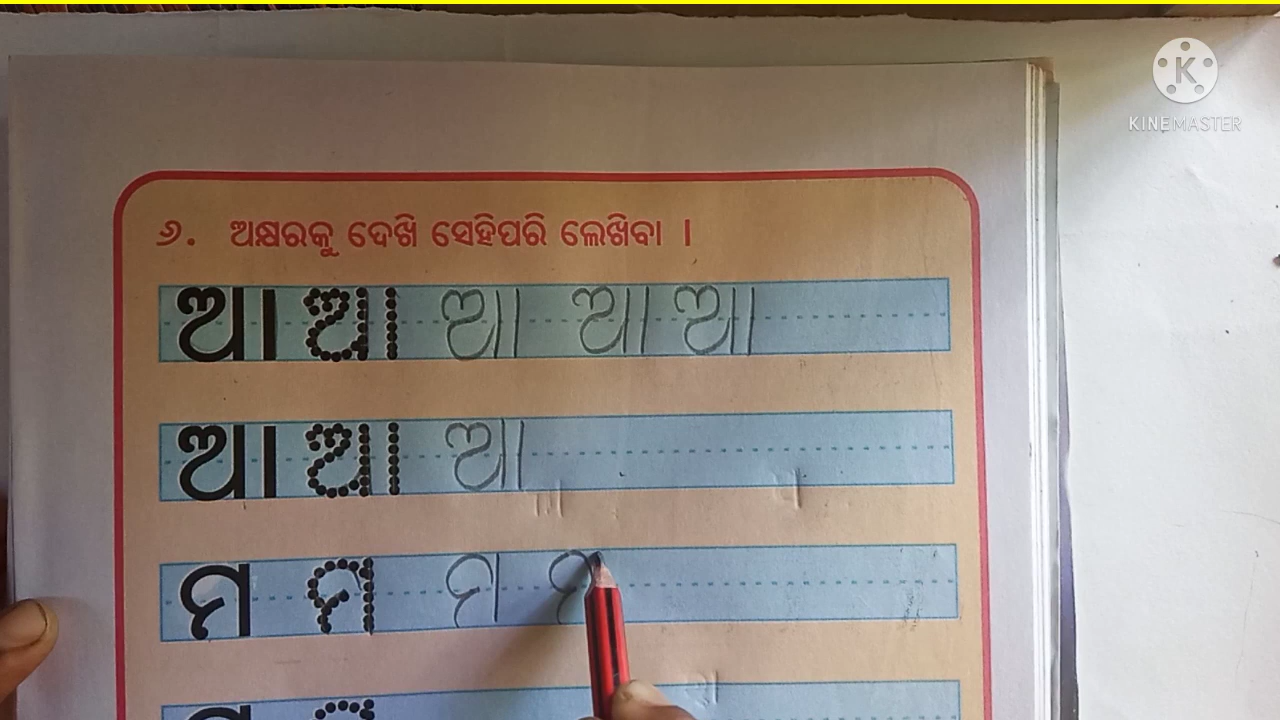 KINEMASTER
୬. ଅକ୍ଷରକୁ ଦେଖି ସେହିପରି ଲେଖିବା ।
ଆ ଆ ଆ ଆ ଆ
ଆ ଆ ଆ
ମ ମ ମ